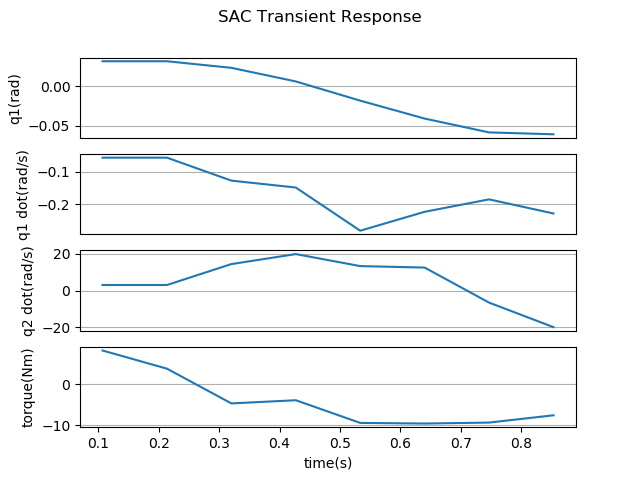 SAC Transient Response
q1(rad)
0.00
−0.05
q1 dot(rad/s)
−0.1
−0.2
q2 dot(rad/s)
20
0
−20
torque(Nm)
0
−10
0.1 0.2 0.3 0.4 0.5 0.6 0.7 0.8
time(s)